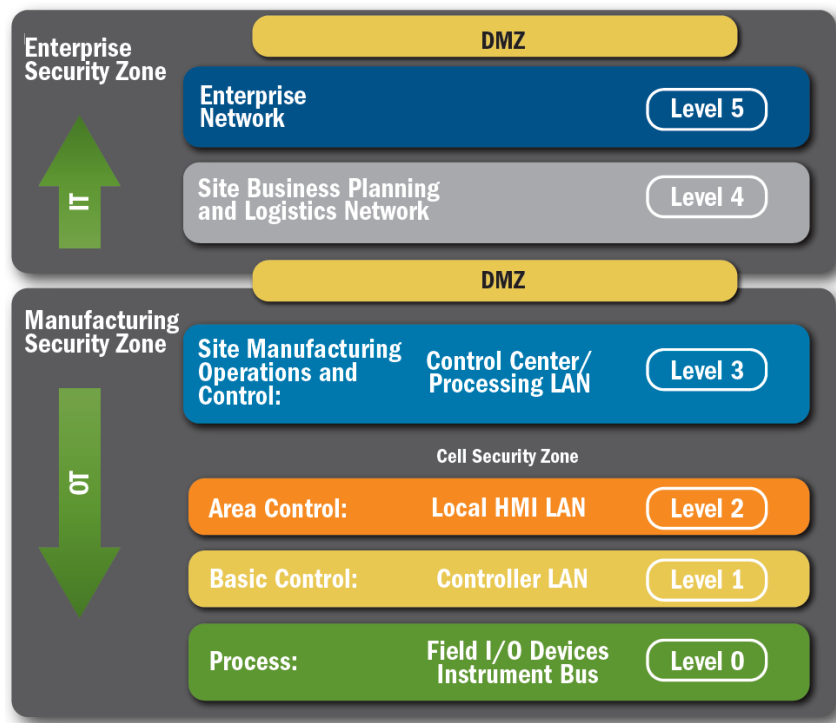 DMZ
Enterprise
Security Zone
Enterprise
Network
Level 5
IT
Site Business Planning
and Logistics Network
Level 4
DMZ
Manufacturing
Security Zone
Site Manufacturing
Operations and
Control:
Control Center/
Processing LAN
Level 3
OT
Cell Security Zone
Area Control:
Local HMI LAN
Level 2
Basic Control:
Controller LAN
Level 1
Process:
Field I/O Devices
Instrument Bus
Level 0